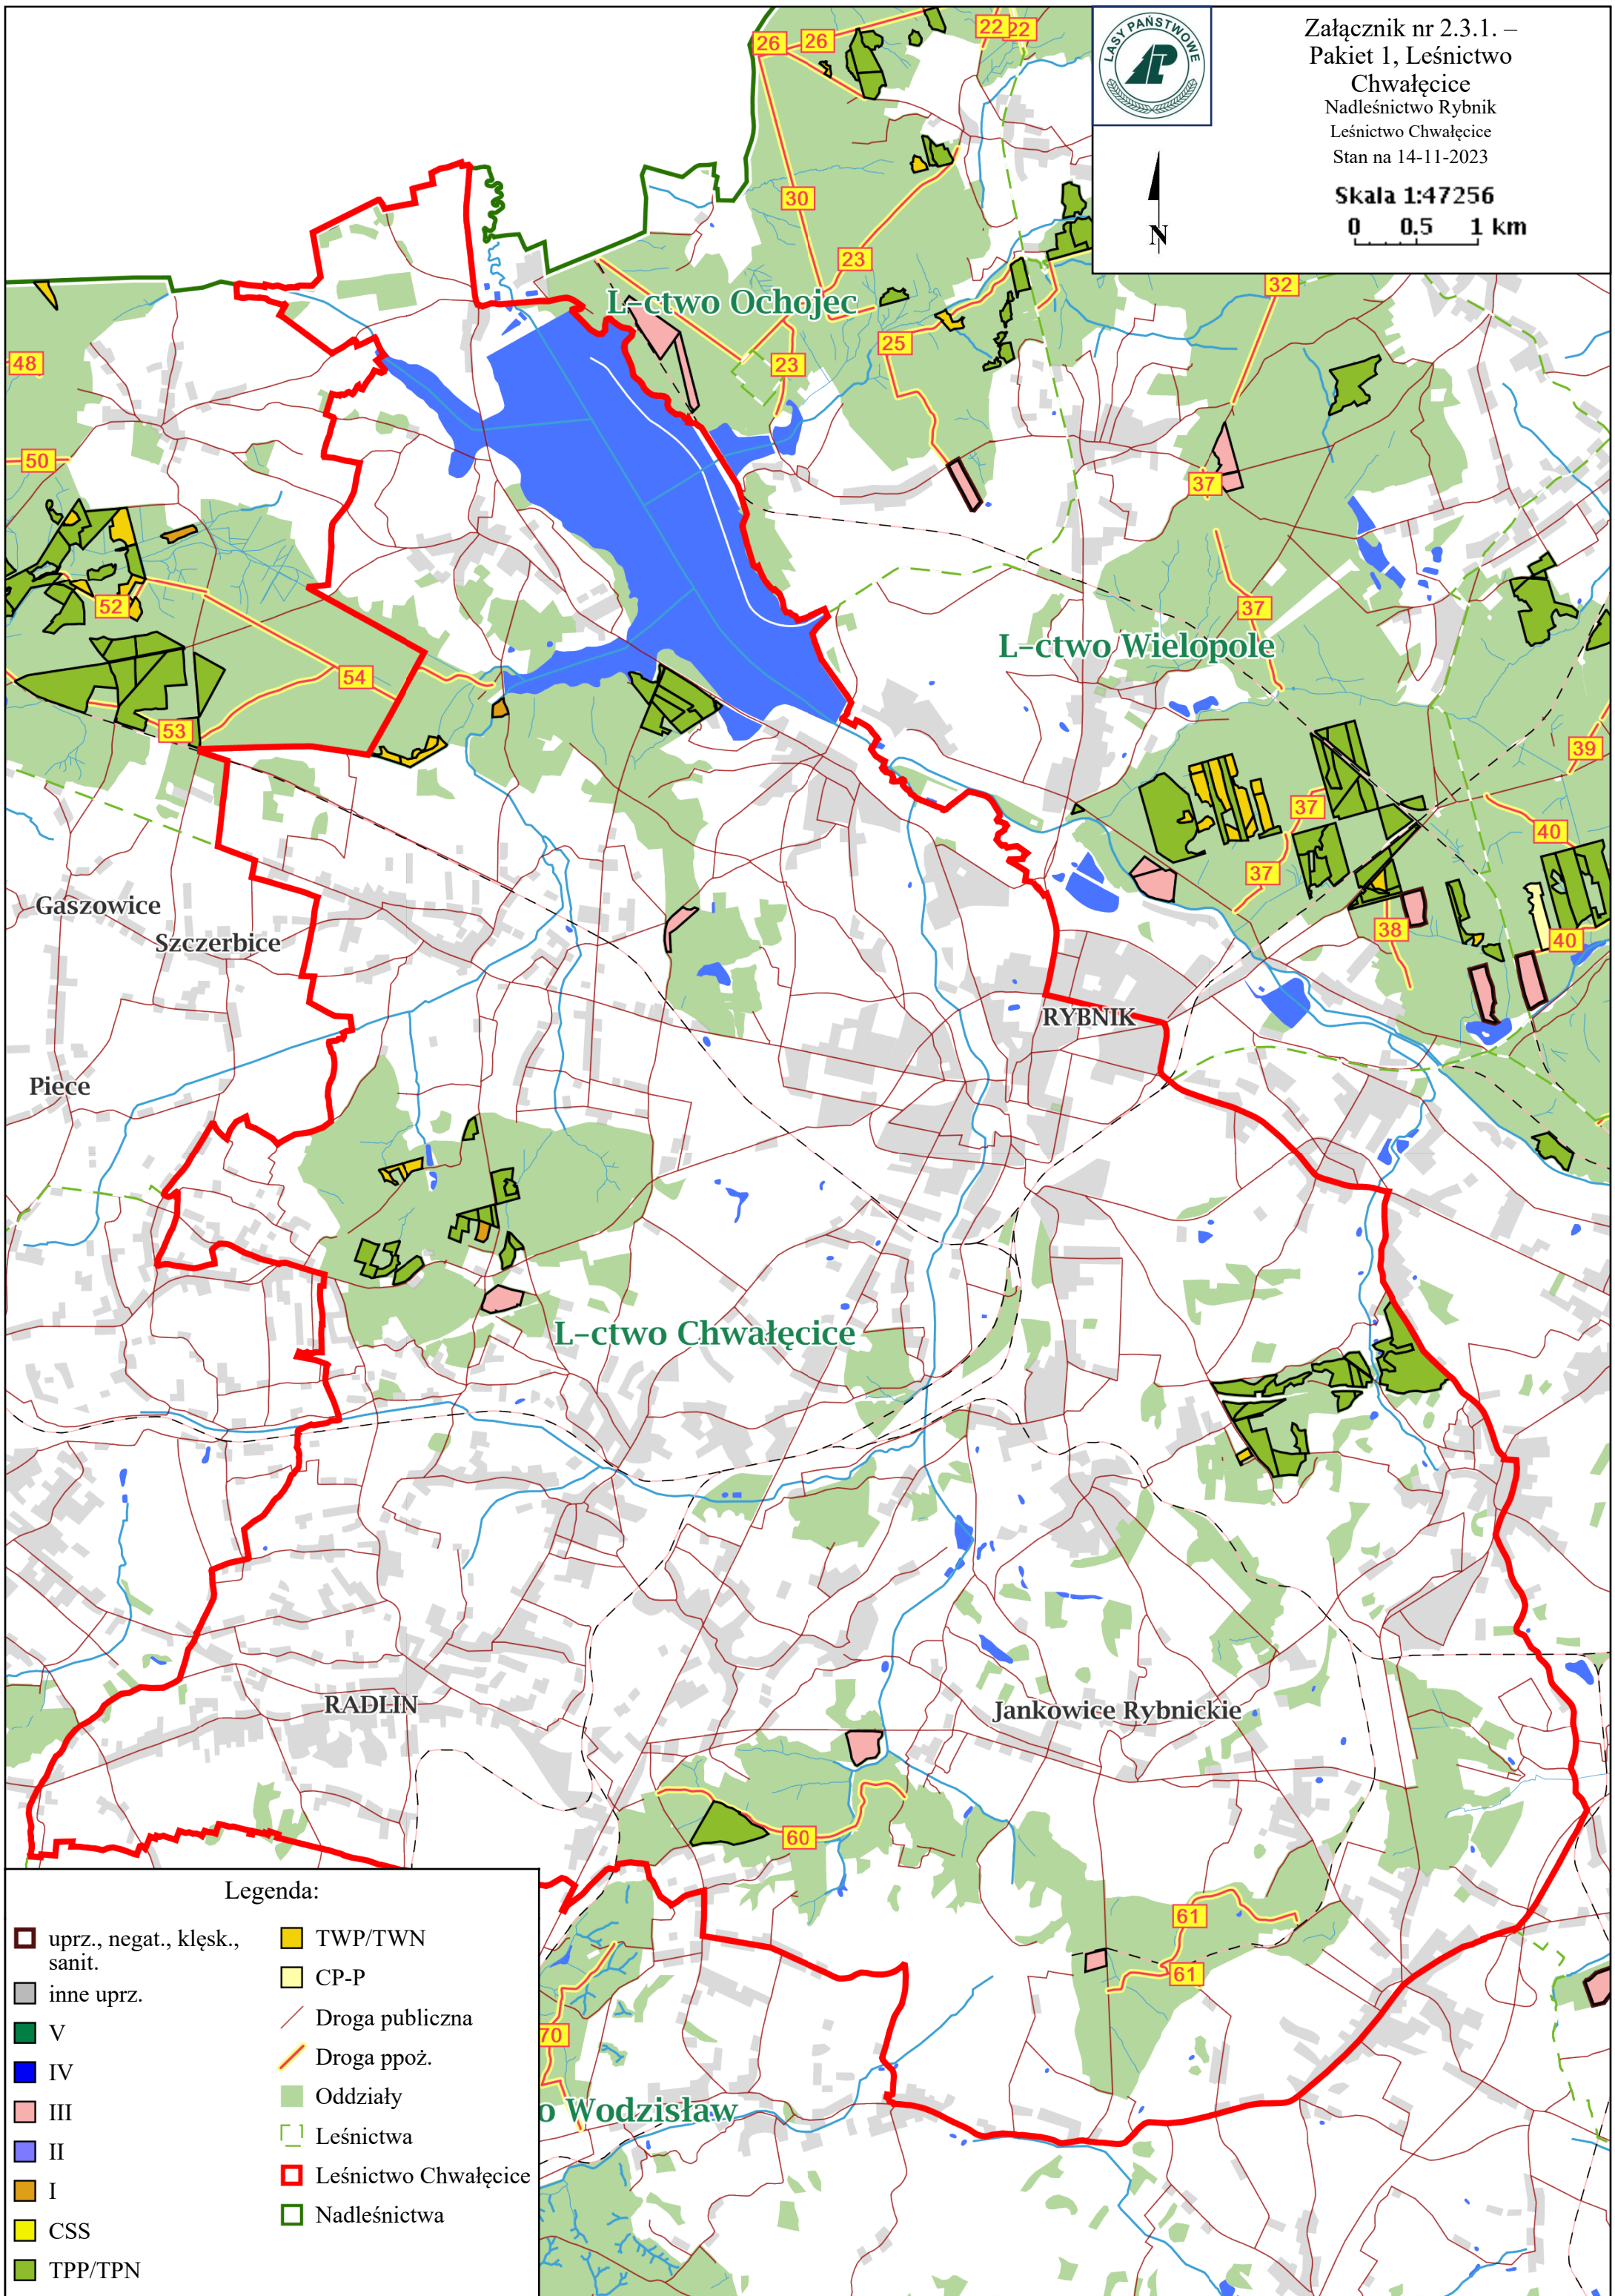 Załącznik nr 2.3.1. –
Pakiet 1, Leśnictwo
Chwałęcice
Nadleśnictwo Rybnik
Leśnictwo Chwałęcice
Stan na 14-11-2023
Skala 1:47256
0 0.5 1 km
LASY PAŃSTWOWE
N
26
26
22
22
30
23
L-ctwo Ochojec
32
48
25
23
50
37
52
37
L-ctwo Wielopole
54
53
39
37
40
37
Gaszowice
38
40
Szczerbice
RYBNIK
Piece
L-ctwo Chwałęcice
RADLIN
Jankowice Rybnickie
60
61
61
70
o Wodzisław
Legenda:
uprz., negat., klęsk.,
sanit.
inne uprz.
V
IV
III
II
I
CSS
TPP/TPN
TWP/TWN
CP-P
Droga publiczna
Droga ppoż.
Oddziały
Leśnictwa
Leśnictwo Chwałęcice
Nadleśnictwa